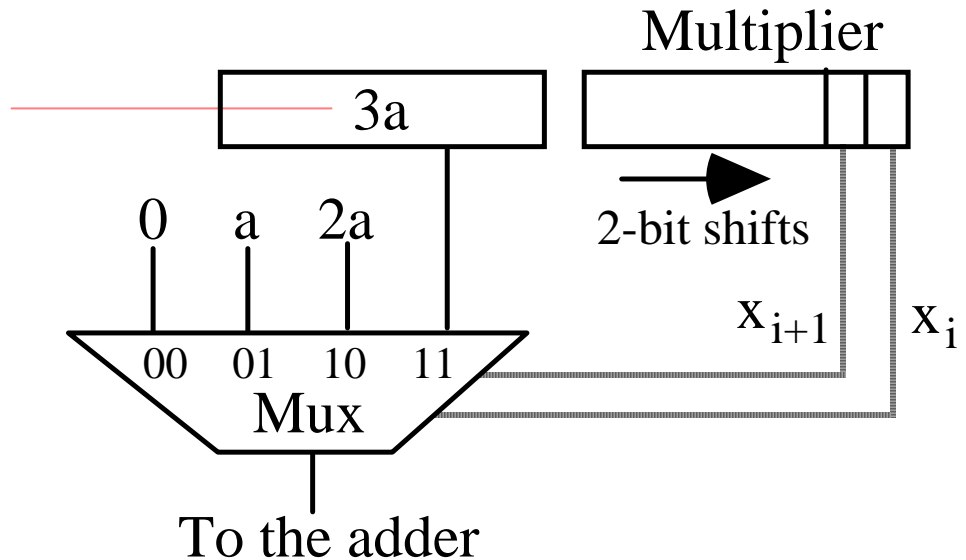 Multiplier
3a
0 a 2a
2-bit shifts
x i+1 x i
00 01 10 11
Mux
To the adder